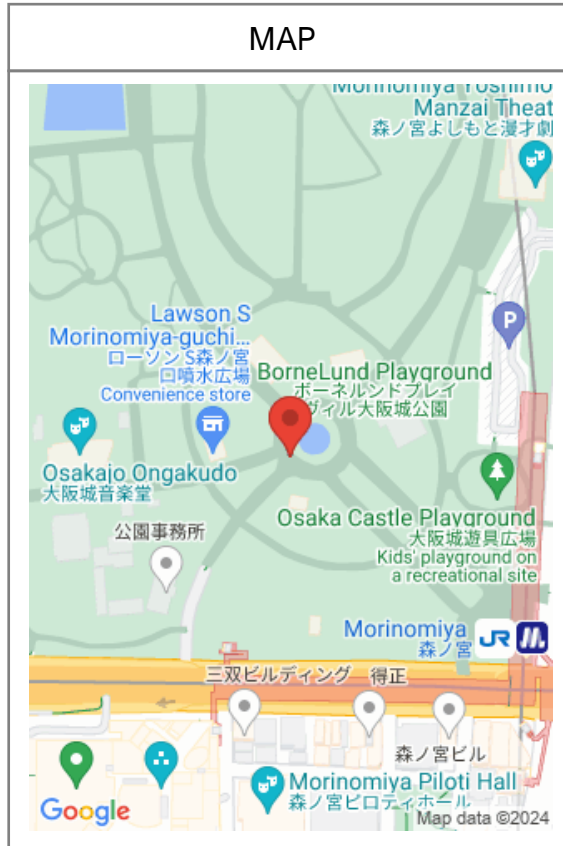 MAP
Morinomiya Yoshimo
Manzai Theat
森ノ宮よしもと漫才劇
Lawson S
Morinomiya-guchi...
ローソン S森ノ宮
口噴水広場
Convenience store
BorneLund Playground
ボーネルンドプレイ
ヴィル大阪城公園
Osakajo Ongakudo
大阪城音楽堂
P
公園事務所
Osaka Castle Playground
大阪城遊具広場
Kids' playground on
a recreational site
Morinomiya
森ノ宮
JR
三双ビルディング
得正
森ノ宮ビル
Morinomiya Piloti Hall
森ノ宮ピロティホール
Google
Map data ©2024